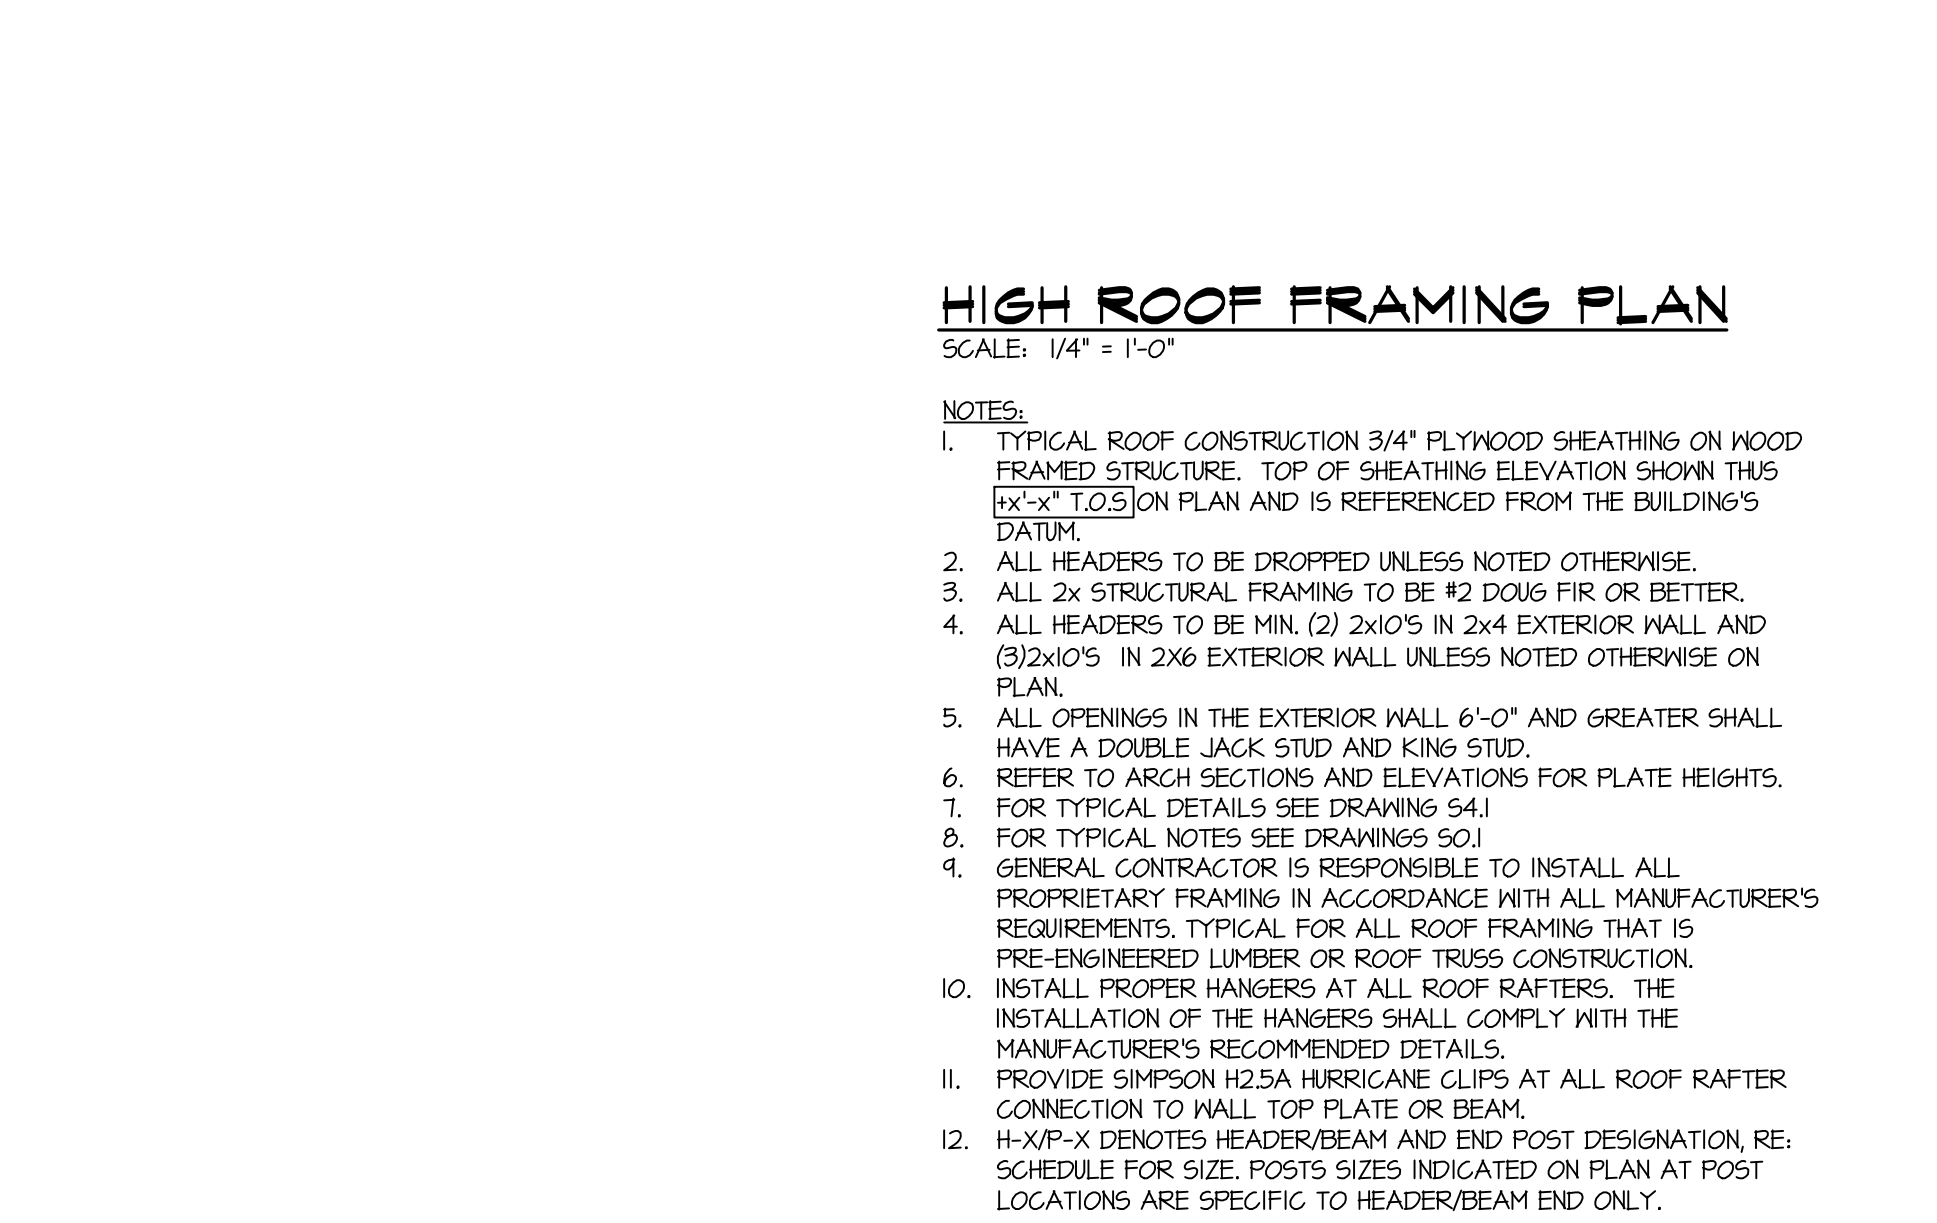 HIGH ROOF FRAMING PLAN
SCALE: 1/4" = 1'-0"
NOTES:
1. TYPICAL ROOF CONSTRUCTION 3/4" PLYWOOD SHEATHING ON WOOD
FRAMED STRUCTURE. TOP OF SHEATHING ELEVATION SHOWN THUS
+x'-x" T.O.S ON PLAN AND IS REFERENCED FROM THE BUILDING'S
DATUM.
2. ALL HEADERS TO BE DROPPED UNLESS NOTED OTHERWISE.
3. ALL 2x STRUCTURAL FRAMING TO BE #2 DOUG FIR OR BETTER.
4. ALL HEADERS TO BE MIN. (2) 2x10'S IN 2x4 EXTERIOR WALL AND
(3)2x10'S IN 2X6 EXTERIOR WALL UNLESS NOTED OTHERWISE ON
PLAN.
5. ALL OPENINGS IN THE EXTERIOR WALL 6'-0" AND GREATER SHALL
HAVE A DOUBLE JACK STUD AND KING STUD.
6. REFER TO ARCH SECTIONS AND ELEVATIONS FOR PLATE HEIGHTS.
7. FOR TYPICAL DETAILS SEE DRAWING S4.1
8. FOR TYPICAL NOTES SEE DRAWINGS S0.1
9. GENERAL CONTRACTOR IS RESPONSIBLE TO INSTALL ALL
PROPRIETARY FRAMING IN ACCORDANCE WITH ALL MANUFACTURER'S
REQUIREMENTS. TYPICAL FOR ALL ROOF FRAMING THAT IS
PRE-ENGINEERED LUMBER OR ROOF TRUSS CONSTRUCTION.
10. INSTALL PROPER HANGERS AT ALL ROOF RAFTERS. THE
INSTALLATION OF THE HANGERS SHALL COMPLY WITH THE
MANUFACTURER'S RECOMMENDED DETAILS.
11. PROVIDE SIMPSON H2.5A HURRICANE CLIPS AT ALL ROOF RAFTER
CONNECTION TO WALL TOP PLATE OR BEAM.
12. H-X/P-X DENOTES HEADER/BEAM AND END POST DESIGNATION, RE:
SCHEDULE FOR SIZE. POSTS SIZES INDICATED ON PLAN AT POST
LOCATIONS ARE SPECIFIC TO HEADER/BEAM END ONLY.